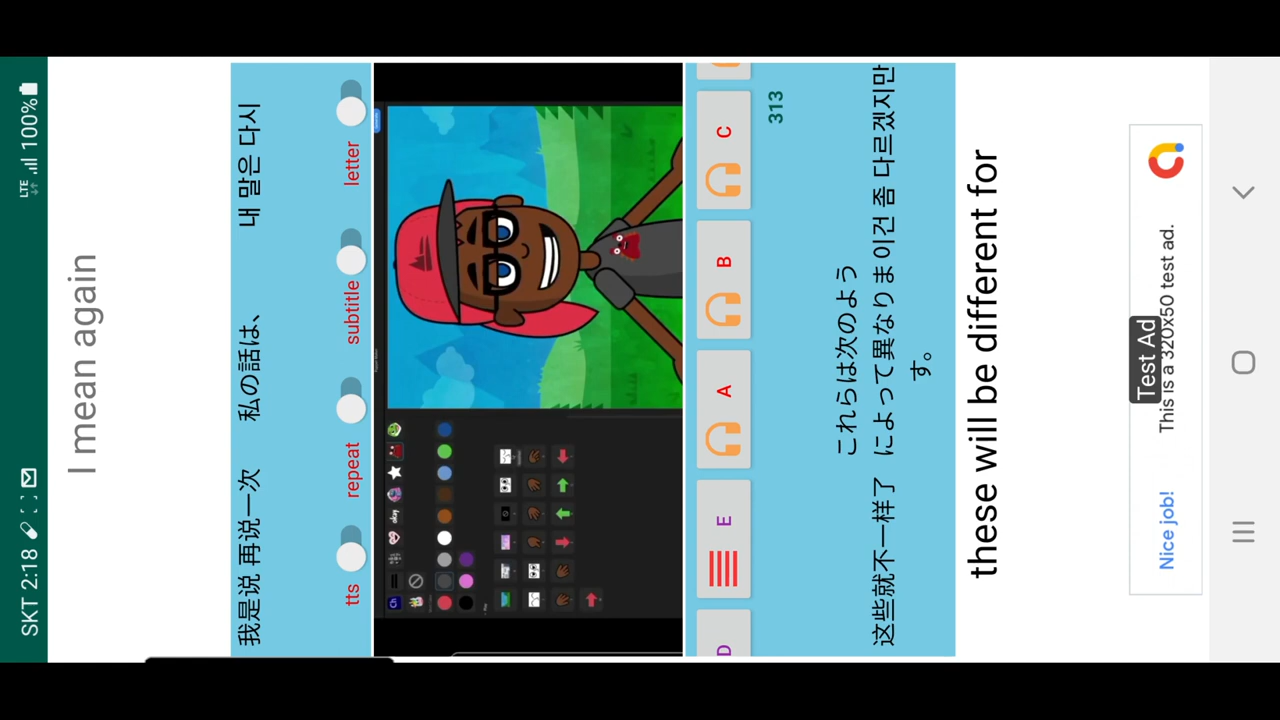 SKT 2:18 LTE 100%
I mean again
我是说 再说一次
私の話は、
내 말은 다시
tts repeat subtitle letter
okay
Ch
D E A B C
313
这些就不一样了
これらは次のよう
によって異なりま
す。
이건 좀 다르겠지만
these will be different for
Test Ad
Nice job! This is a 320x50 test ad.